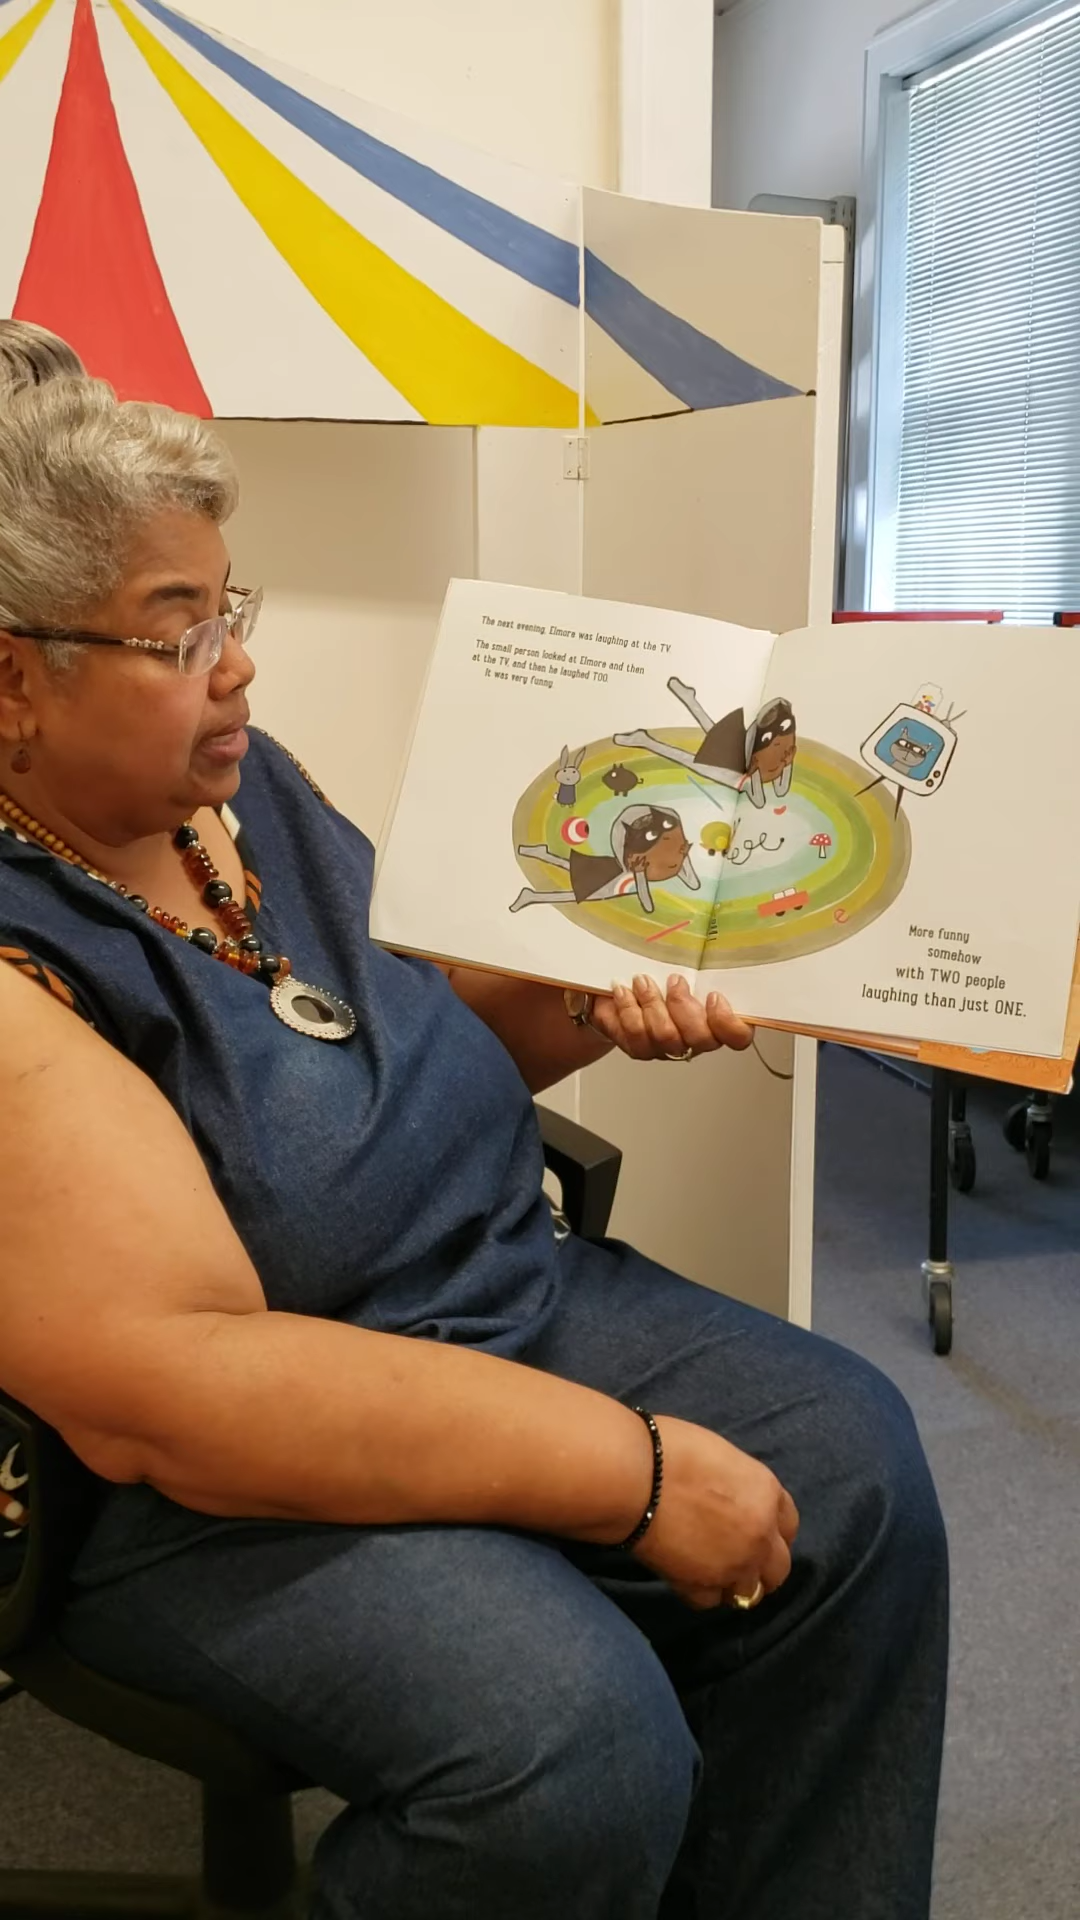 The next evening, Elmore was laughing at the TV.
The small person looked at Elmore and then
at the TV, and then he laughed TOO.
It was very funny.
More funny
somehow
with TWO people
laughing than just ONE.